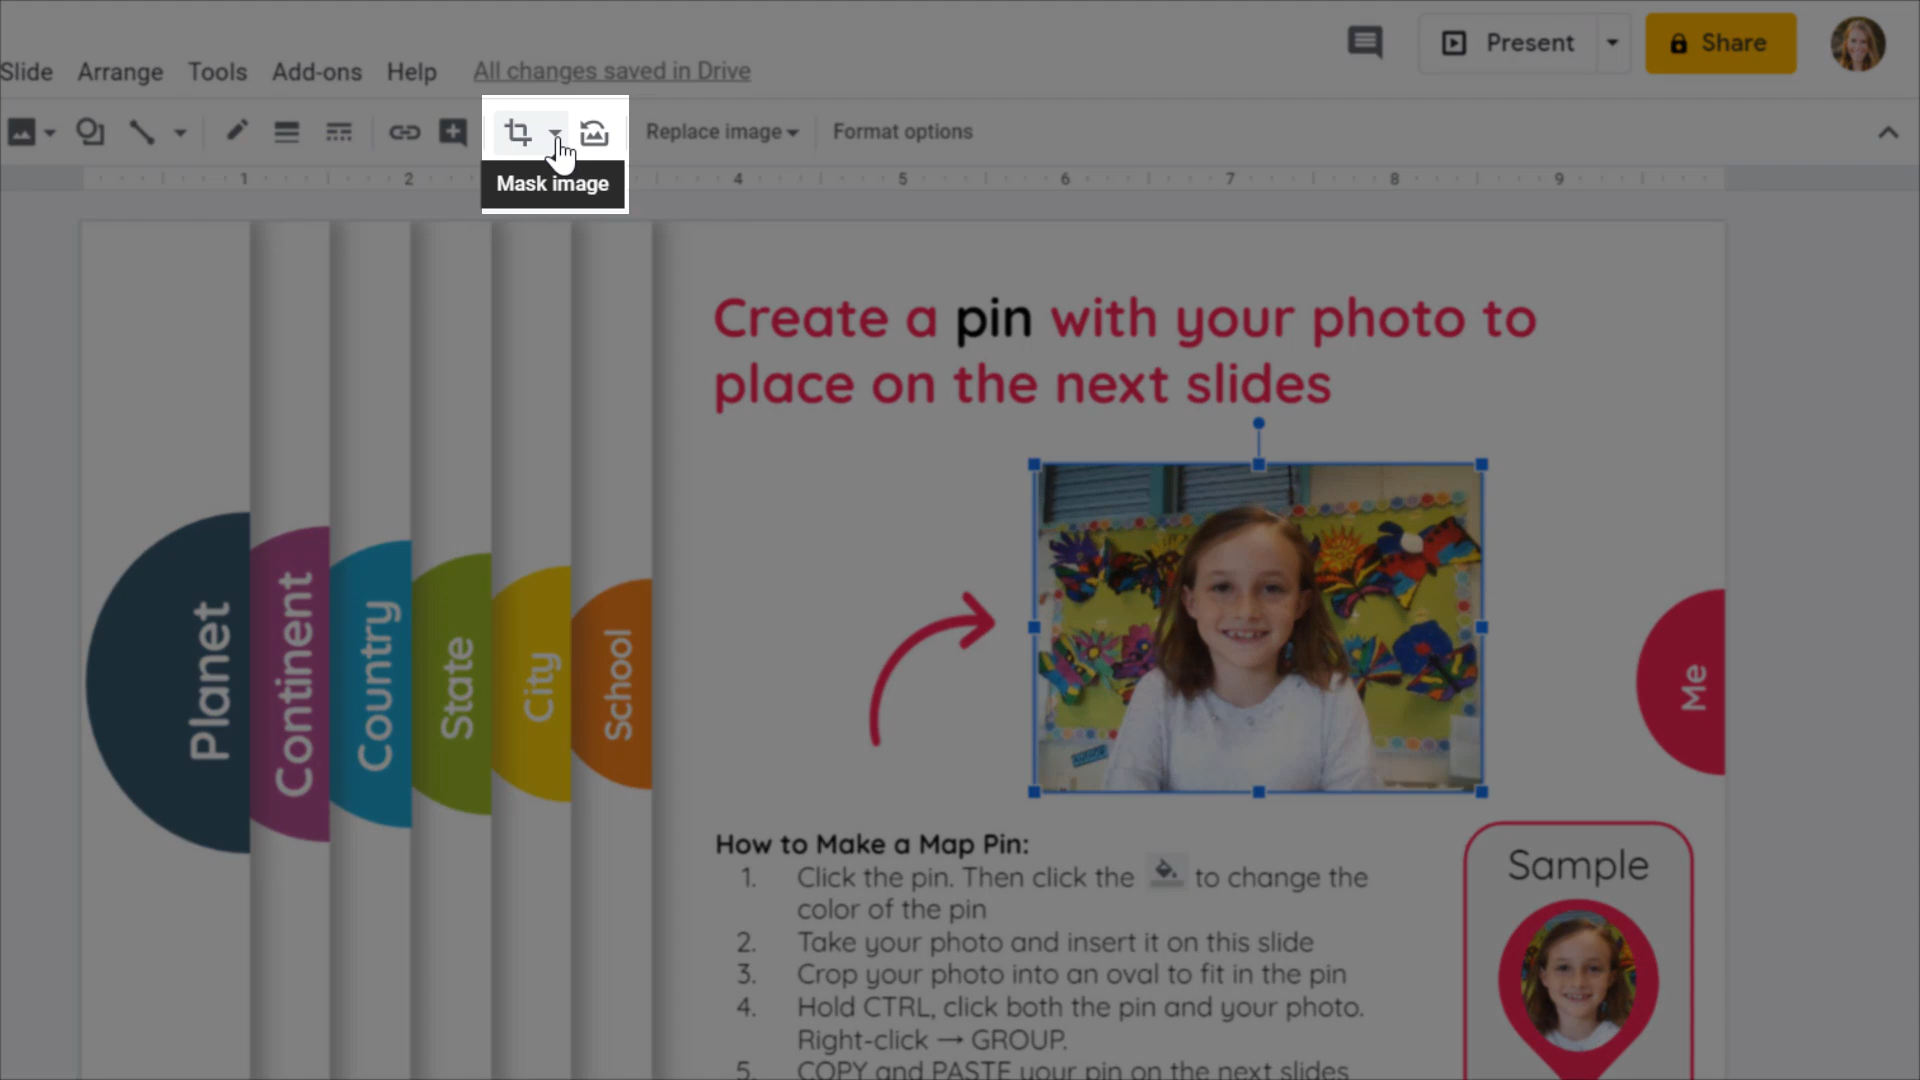 Present
Share
Slide Arrange Tools Add-ons Help All changes saved in Drive
Replace image Format options
1 2 4 5 6 7 8 9
Mask image
Create a pin with your photo to
place on the next slides
Planet
Continent
Country
State
City
School
Me
How to Make a Map Pin:
1. Click the pin. Then click the to change the
color of the pin
2. Take your photo and insert it on this slide
3. Crop your photo into an oval to fit in the pin
4. Hold CTRL, click both the pin and your photo.
Right-click → GROUP.
5. COPY and PASTE your pin on the next slides
Sample